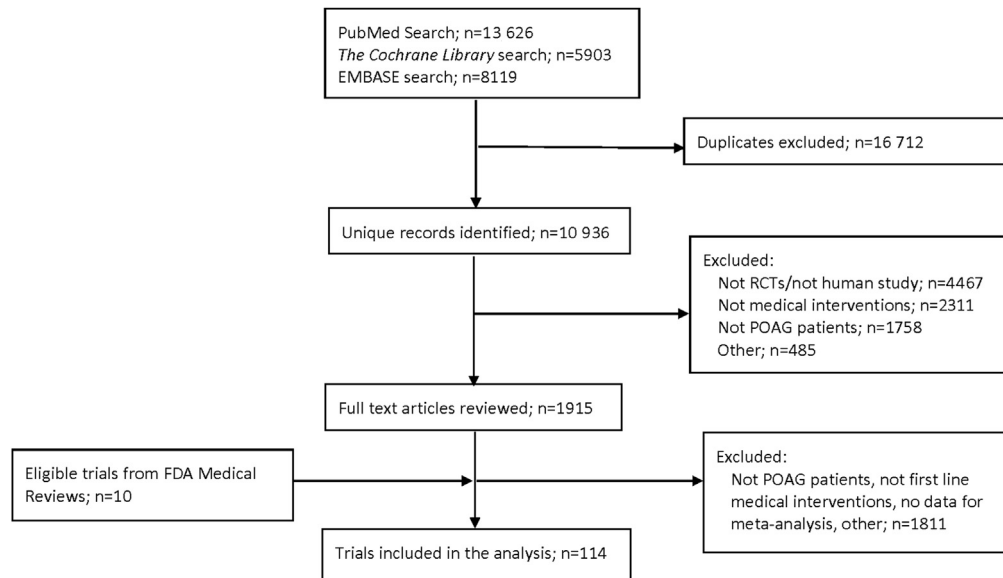 PubMed Search; n=13 626
The Cochrane Library search; n=5903
EMBASE search; n=8119
Duplicates excluded; n=16 712
Unique records identified; n=10 936
Excluded:
Not RCTs/not human study; n=4467
Not medical interventions; n=2311
Not POAG patients; n=1758
Other; n=485
Full text articles reviewed; n=1915
Eligible trials from FDA Medical
Reviews; n=10
Excluded:
Not POAG patients, not first line
medical interventions, no data for
meta-analysis, other; n=1811
Trials included in the analysis; n=114